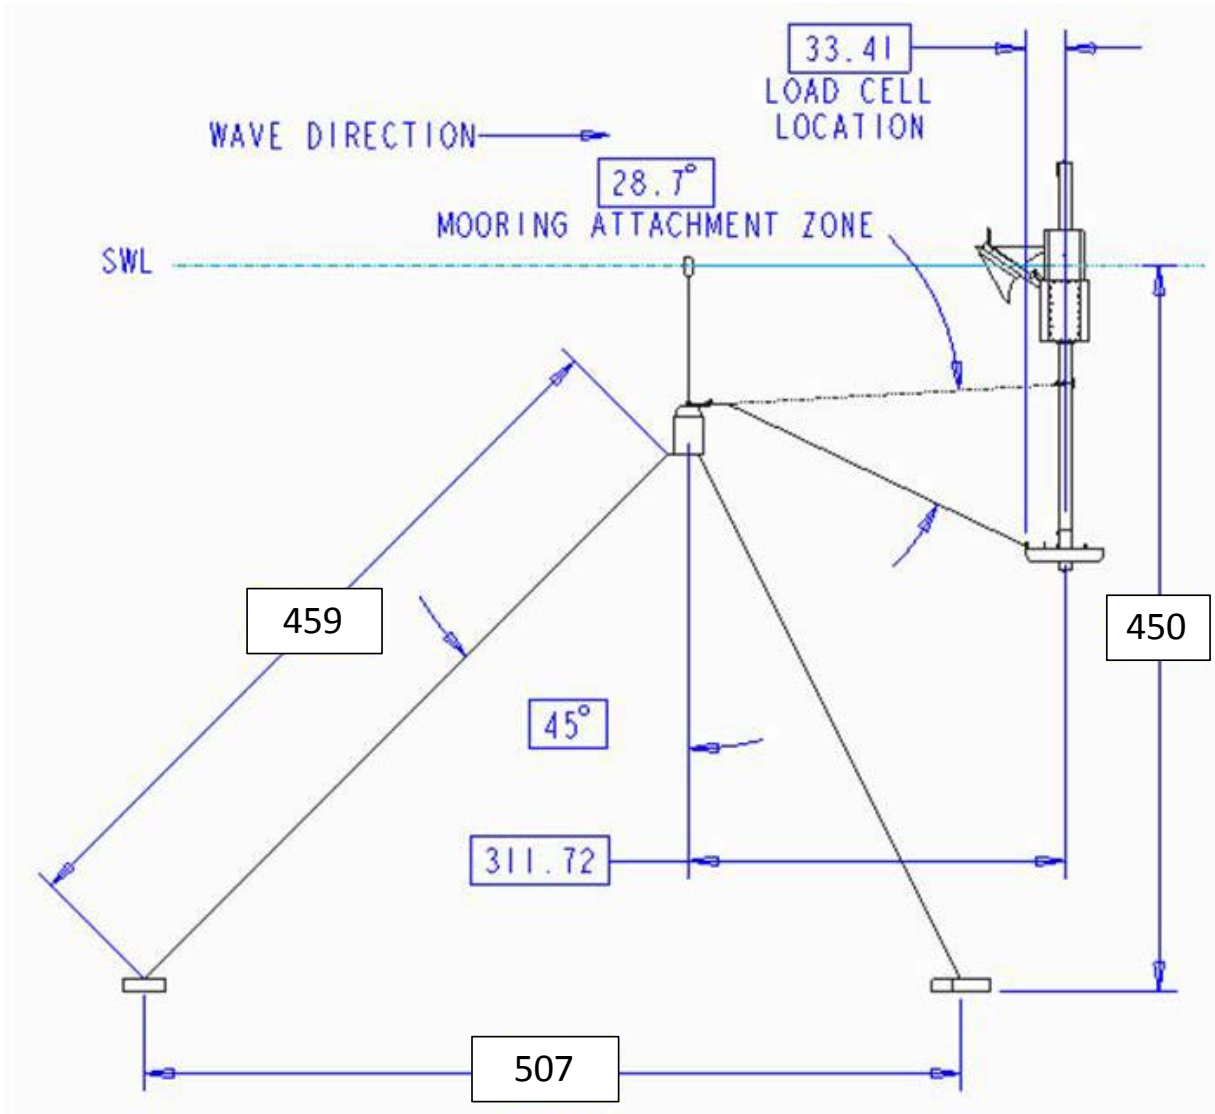 33.41
LOAD CELL
LOCATION
WAVE DIRECTION
28.7°
MOORING ATTACHMENT ZONE
SWL
459
450
45°
311.72
507